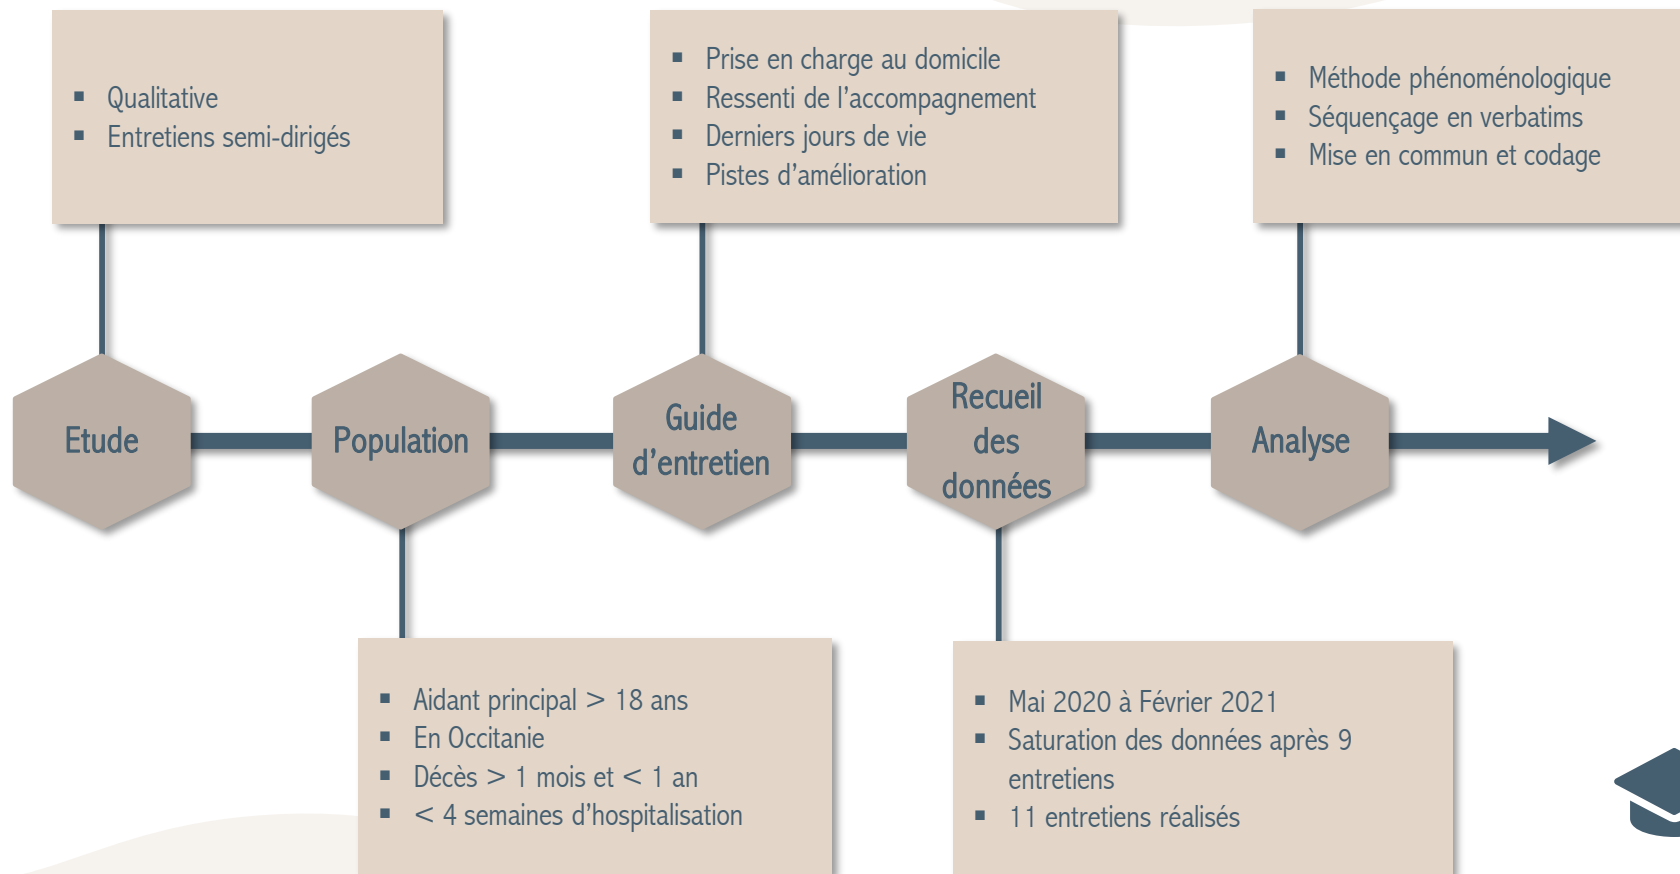 Qualitative
Entretiens semi-dirigés
Prise en charge au domicile
Ressenti de l’accompagnement
Derniers jours de vie
Pistes d’amélioration
Méthode phénoménologique
Séquençage en verbatims
Mise en commun et codage
Etude
Population
Guide
d’entretien
Recueil
des
données
Analyse
Aidant principal > 18 ans
En Occitanie
Décès > 1 mois et < 1 an
< 4 semaines d’hospitalisation
Mai 2020 à Février 2021
Saturation des données après 9
entretiens
11 entretiens réalisés